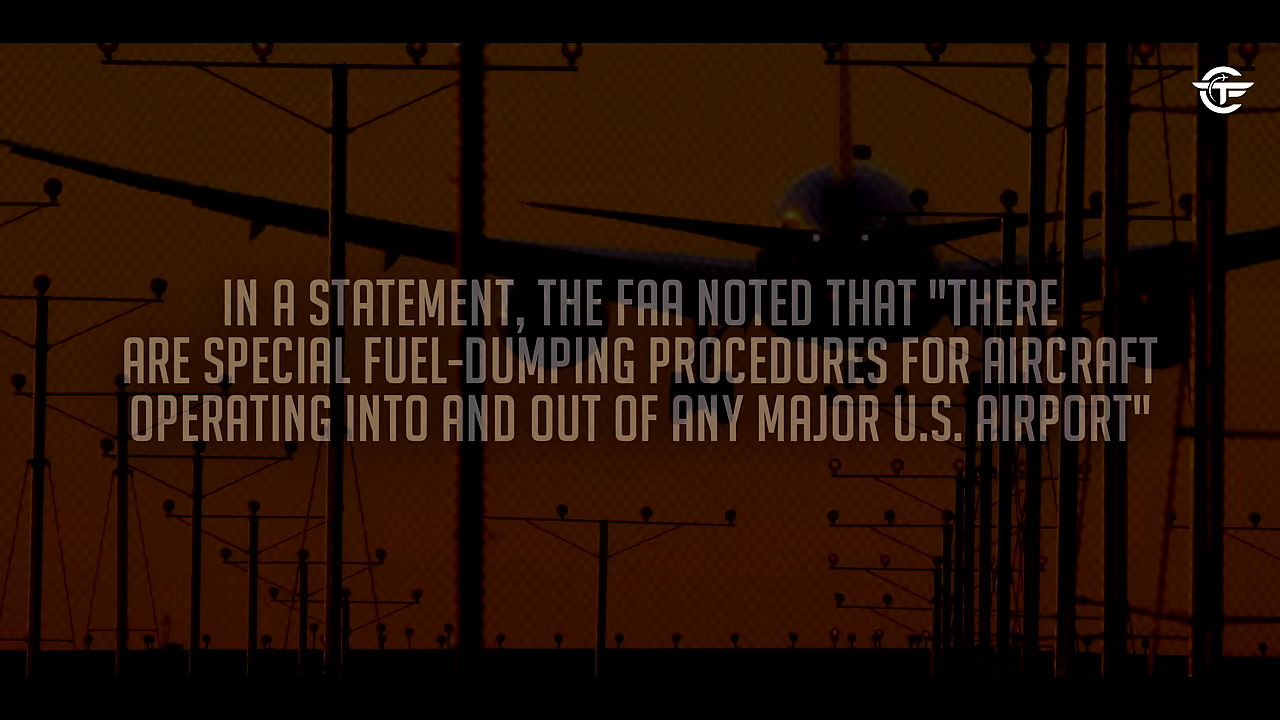 IN A STATEMENT, THE FAA NOTED THAT "THERE
ARE SPECIAL FUEL-DUMPING PROCEDURES FOR AIRCRAFT
OPERATING INTO AND OUT OF ANY MAJOR U.S. AIRPORT"